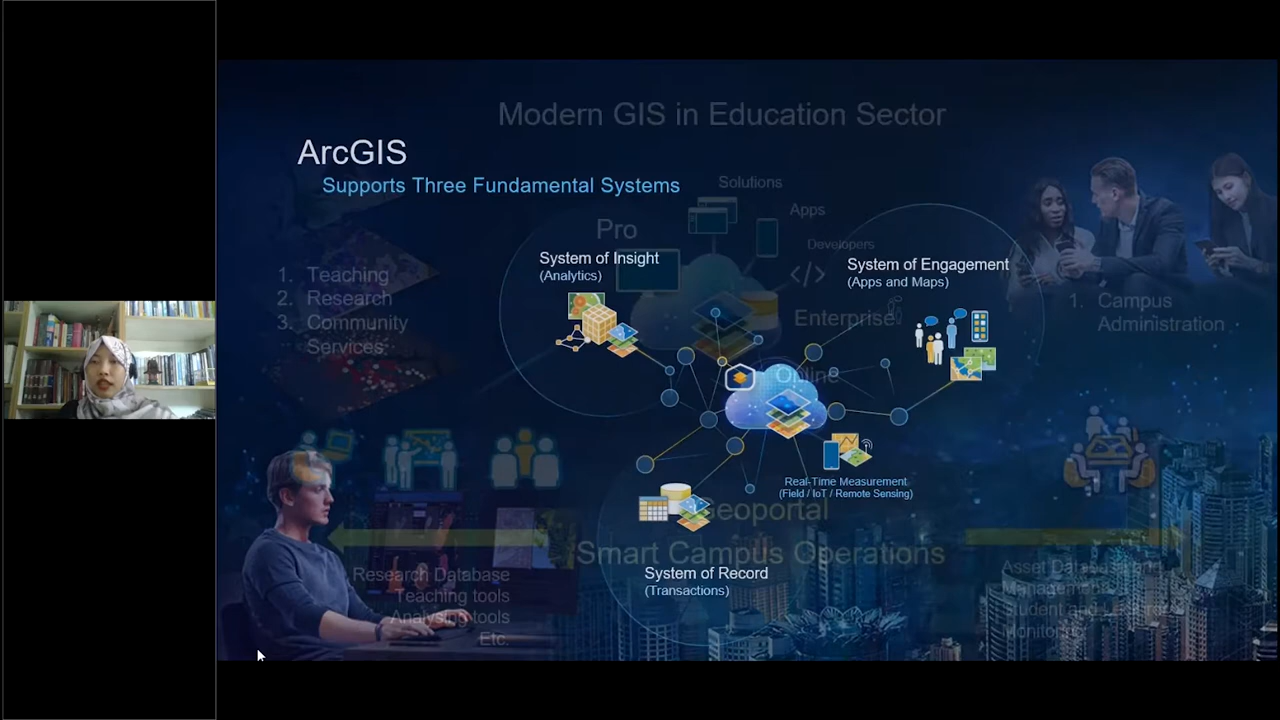 Modern GIS in Education Sector
ArcGIS
Supports Three Fundamental Systems
Solutions
Apps
Pro
Developers
System of Insight
(Analytics)
System of Engagement
(Apps and Maps)
1. Teaching
2. Research
3. Community
Services
1. Campus
Administration
Enterprise
Online
Real-Time Measurement
(Field / IoT / Remote Sensing)
Geoportal
Smart Campus Operations
System of Record
(Transactions)
Research Database
Teaching tools
Analysing tools
Etc.
Asset Database and
Management
Student and
Monitoring